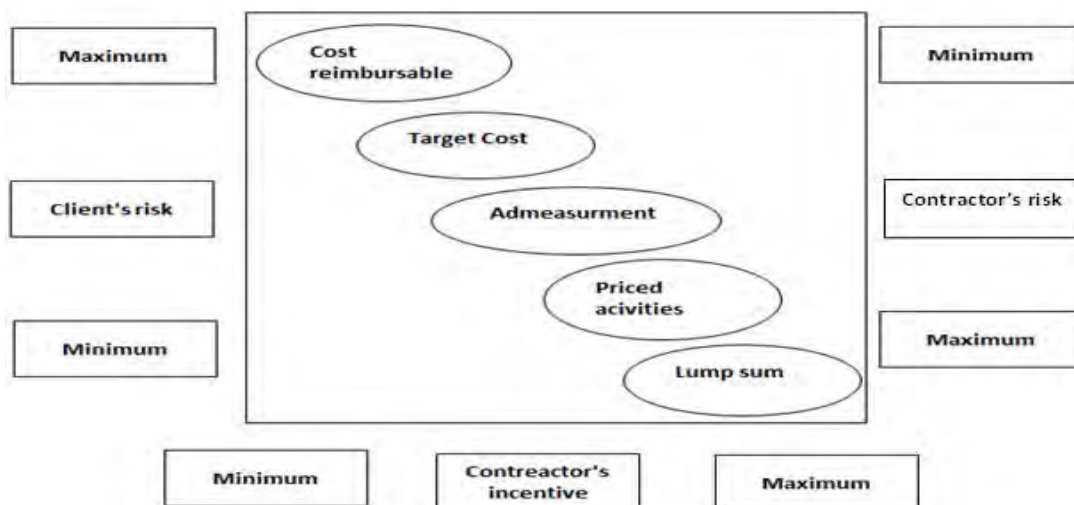 Maximum
Cost
reimbursable
Minimum
Target Cost
Client's risk
Admeasurment
Contractor's risk
Priced
acivities
Minimum
Maximum
Lump sum
Minimum
Contreactor's
incentive
Maximum